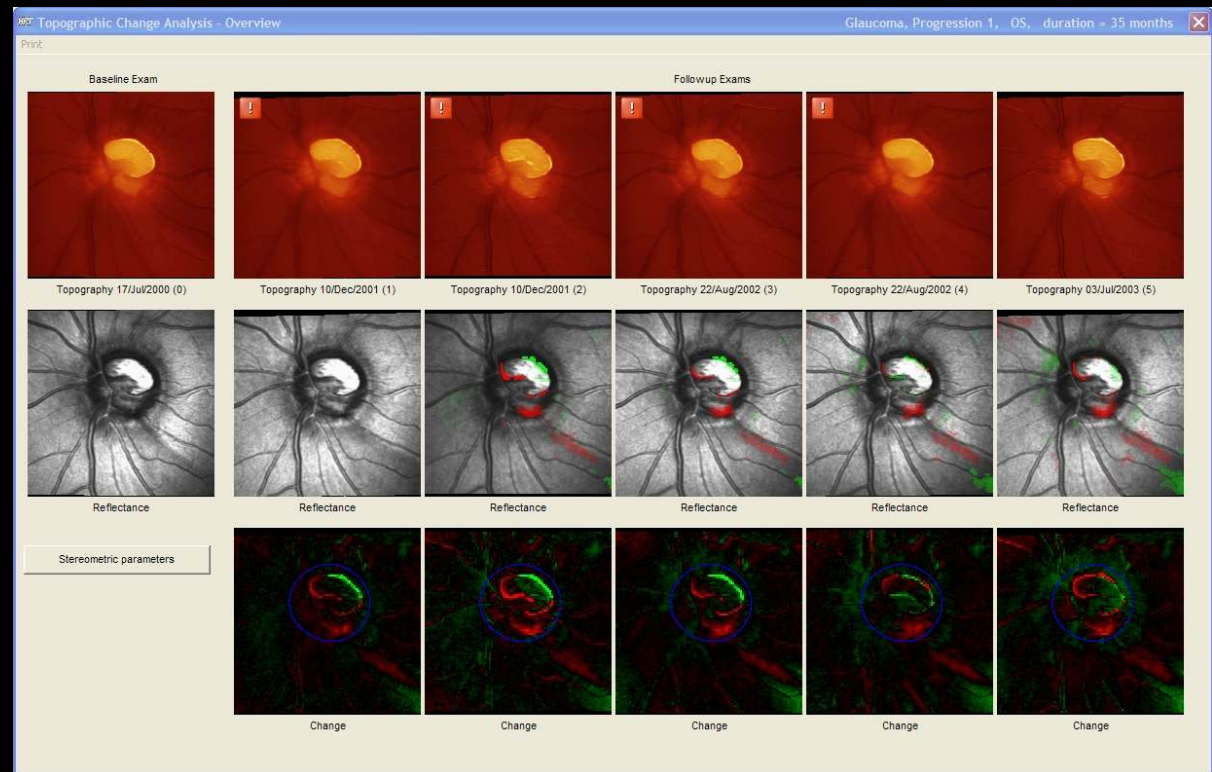 HRT Topographic Change Analysis - Overview
Glaucoma, Progression 1, OS, duration = 35 months
Print
Baseline Exam
Followup Exams
! ! ! !
Topography 17/Jul/2000 (0)
Topography 10/Dec/2001 (1)
Topography 10/Dec/2001 (2)
Topography 22/Aug/2002 (3)
Topography 22/Aug/2002 (4)
Topography 03/Jul/2003 (5)
Reflectance
Reflectance
Reflectance
Reflectance
Reflectance
Reflectance
Stereometric parameters
Change
Change
Change
Change
Change